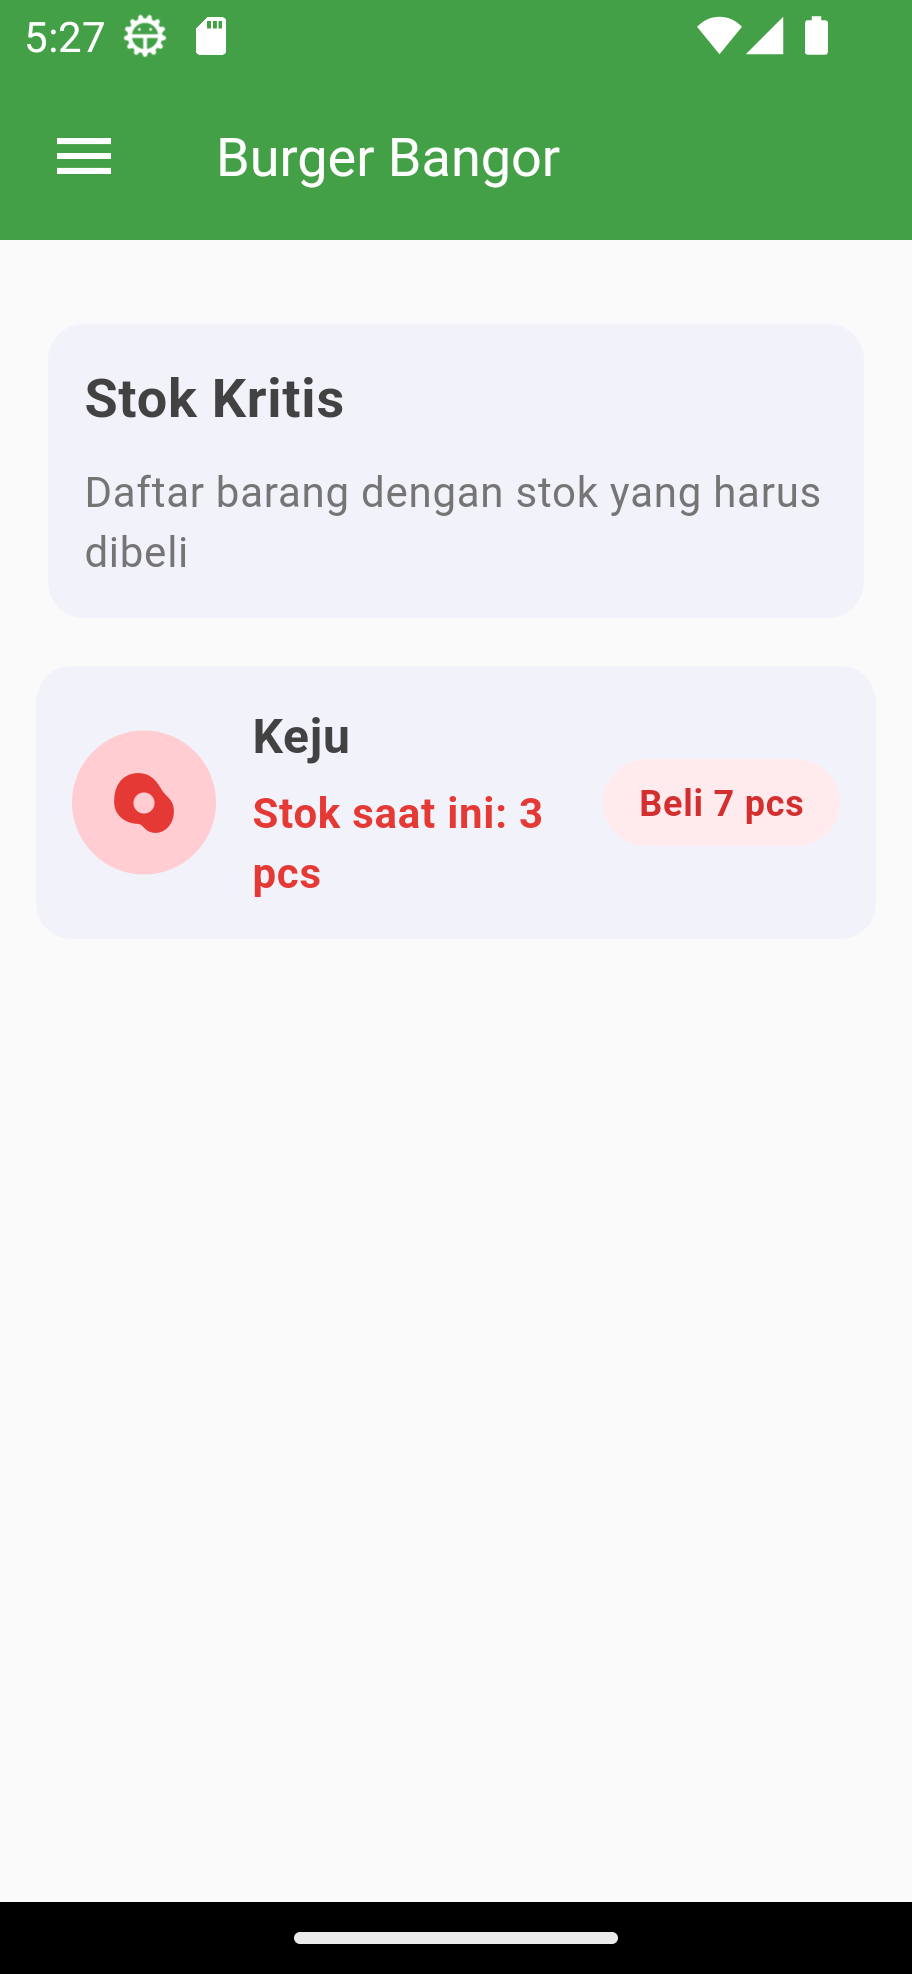 5:27
Burger Bangor
Stok Kritis
Daftar barang dengan stok yang harus
dibeli
Keju
Stok saat ini: 3
pcs
Beli 7 pcs